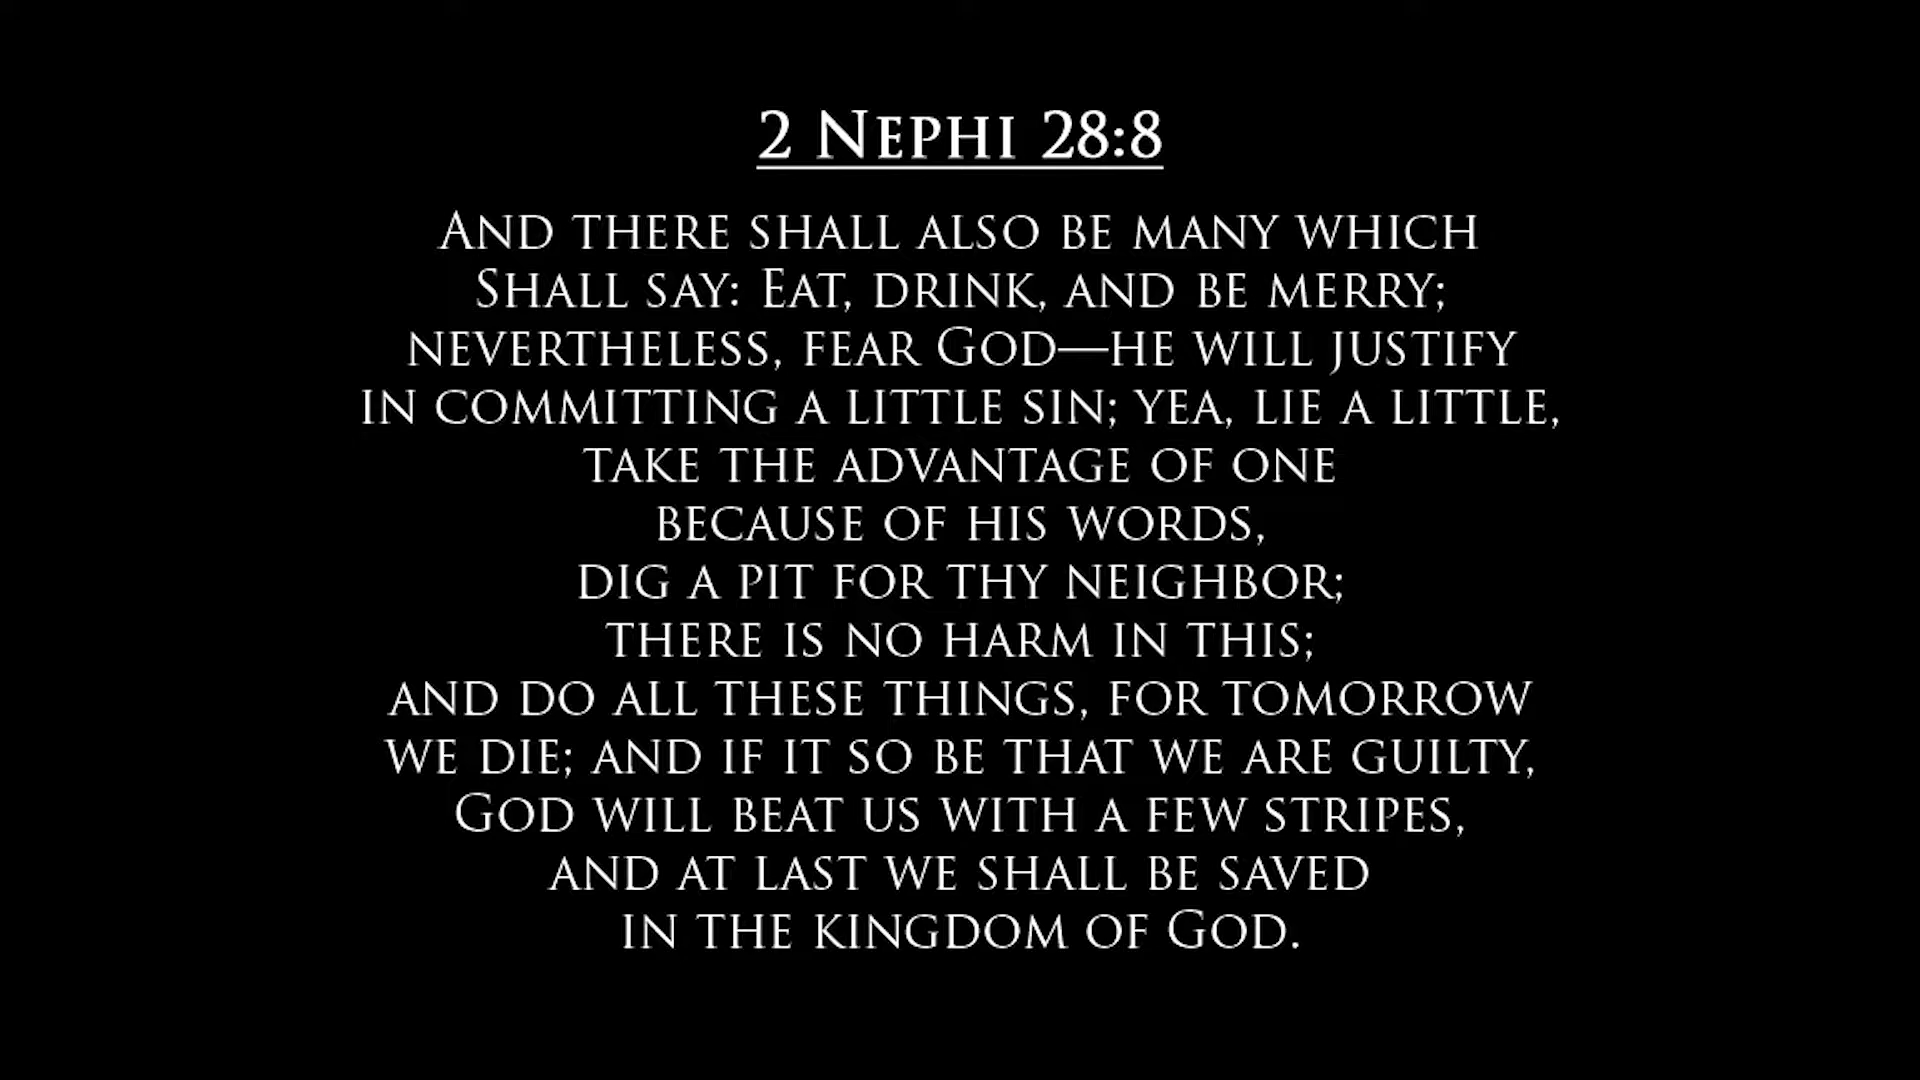 2 Nephi 28:8
And there shall also be many which
Shall say: Eat, drink, and be merry;
nevertheless, fear God—he will justify
in committing a little sin; yea, lie a little,
take the advantage of one
because of his words,
dig a pit for thy neighbor;
there is no harm in this;
and do all these things, for tomorrow
we die; and if it so be that we are guilty,
God will beat us with a few stripes,
and at last we shall be saved
in the kingdom of God.